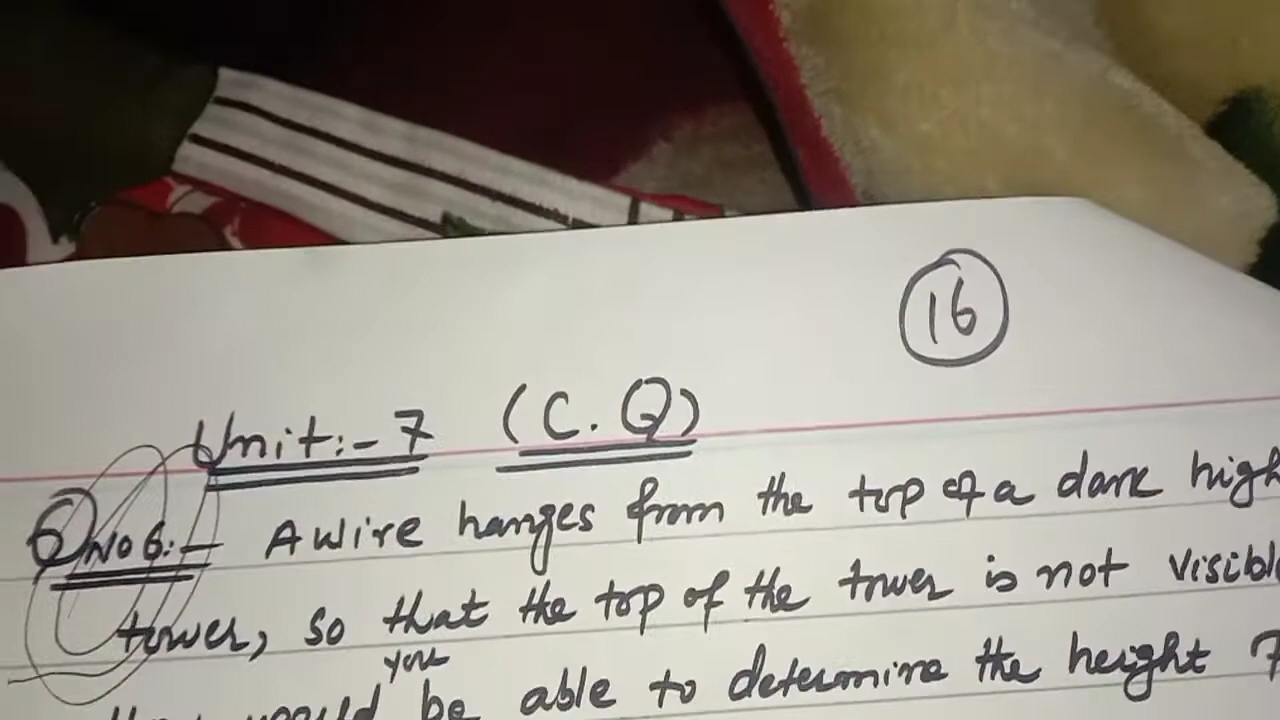 16
Unit:- 7 (C.Q)
Q No 6:- A wire hanges from the top of a dark high
tower, so that the top of the tower is not visible
you
would be able to determine the height